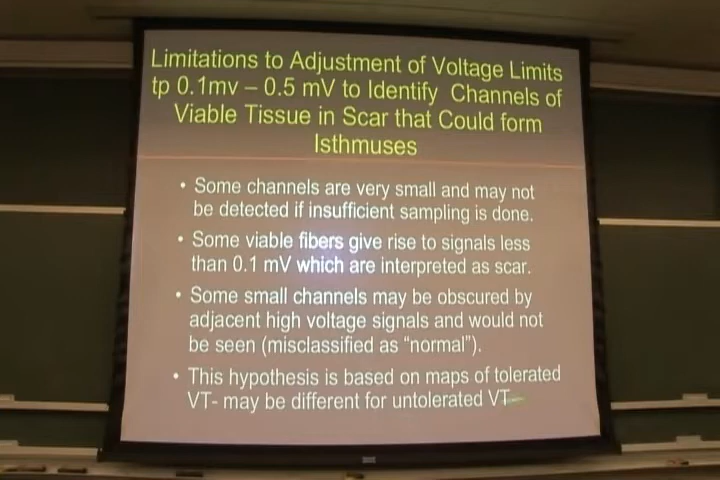 Limitations to Adjustment of Voltage Limits
tp 0.1mv – 0.5 mV to Identify Channels of
Viable Tissue in Scar that Could form
Isthmuses
• Some channels are very small and may not
be detected if insufficient sampling is done.
• Some viable fibers give rise to signals less
than 0.1 mV which are interpreted as scar.
• Some small channels may be obscured by
adjacent high voltage signals and would not
be seen (misclassified as “normal”).
• This hypothesis is based on maps of tolerated
VT- may be different for untolerated VT